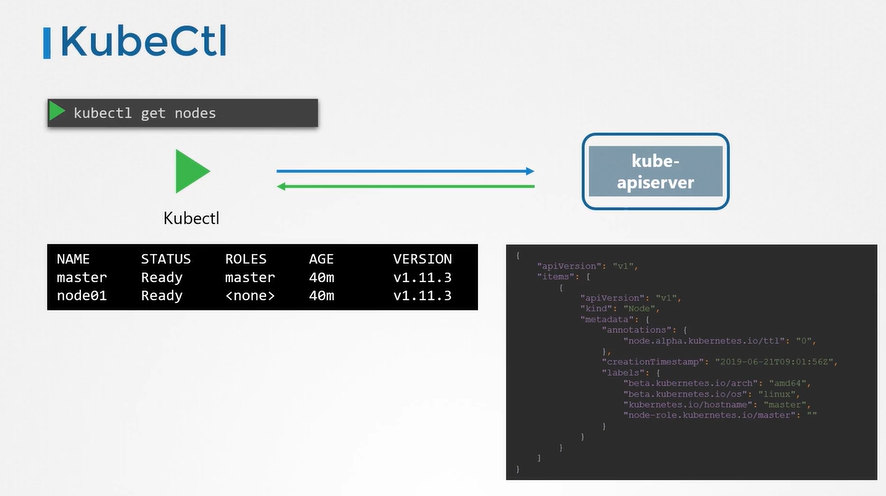 KubeCtl
kubectl get nodes
Kubectl
kube-
apiserver
NAME STATUS ROLES AGE VERSION
master Ready master 40m v1.11.3
node01 Ready <none> 40m v1.11.3
{
"apiVersion": "v1",
"items": [
{
"apiVersion": "v1",
"kind": "Node",
"metadata": {
"annotations": {
"node.alpha.kubernetes.io/ttl": "0",
},
"creationTimestamp": "2019-06-21T09:01:56Z",
"labels": {
"beta.kubernetes.io/arch": "amd64",
"beta.kubernetes.io/os": "linux",
"kubernetes.io/hostname": "master",
"node-role.kubernetes.io/master": ""
}
}
}
]
}